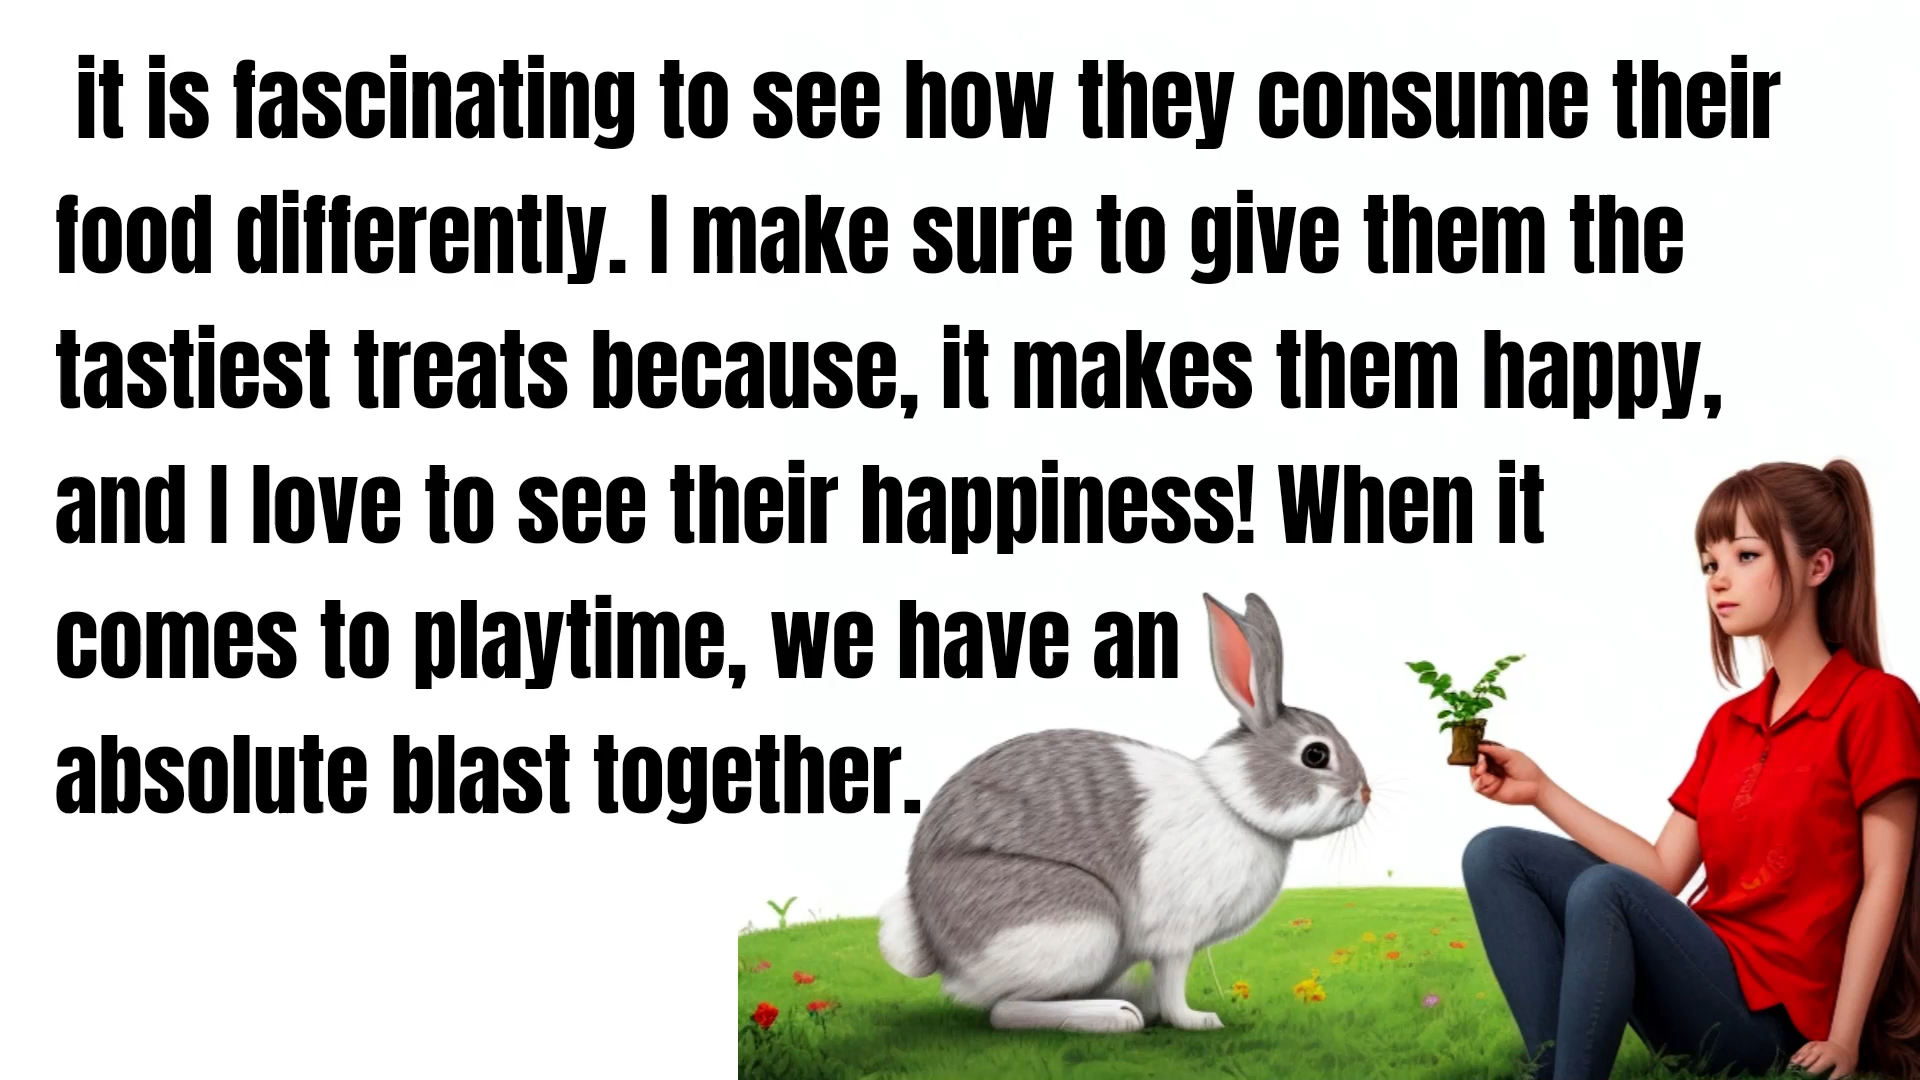 it is fascinating to see how they consume their
food differently. I make sure to give them the
tastiest treats because, it makes them happy,
and I love to see their happiness! When it
comes to playtime, we have an
absolute blast together.